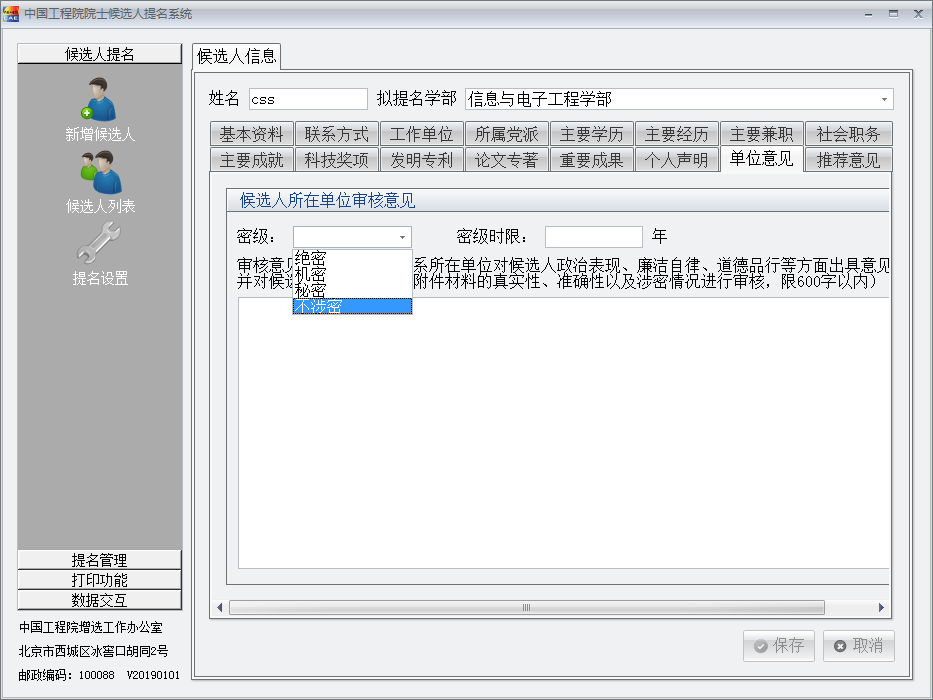 中国工程院院士候选人提名系统
候选人提名
新增候选人
候选人列表
提名设置
提名管理
打印功能
数据交互
中国工程院增选工作办公室
北京市西城区冰窖口胡同2号
邮政编码：100088 V20190101
候选人信息
姓名 css 拟提名学部 信息与电子工程学部
基本资料 联系方式 工作单位 所属党派 主要学历 主要经历 主要兼职 社会职务
主要成就 科技奖项 发明专利 论文专著 重要成果 个人声明 单位意见 推荐意见
候选人所在单位审核意见
密级： 密级时限： 年
绝密
机密
秘密
不涉密
审核意见 系所在单位对候选人政治表现、廉洁自律、道德品行等方面出具意见
并对候选 附件材料的真实性、准确性以及涉密情况进行审核，限600字以内）
保存 取消